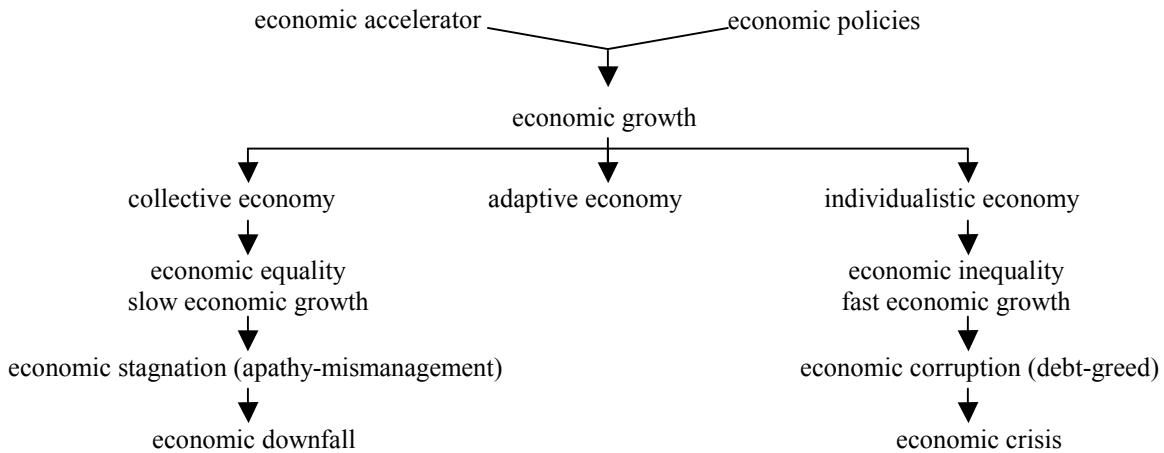 economic accelerator economic policies
economic growth
collective economy adaptive economy individualistic economy
economic equality economic inequality
slow economic growth fast economic growth
economic stagnation (apathy-mismanagement) economic corruption (debt-greed)
economic downfall economic crisis